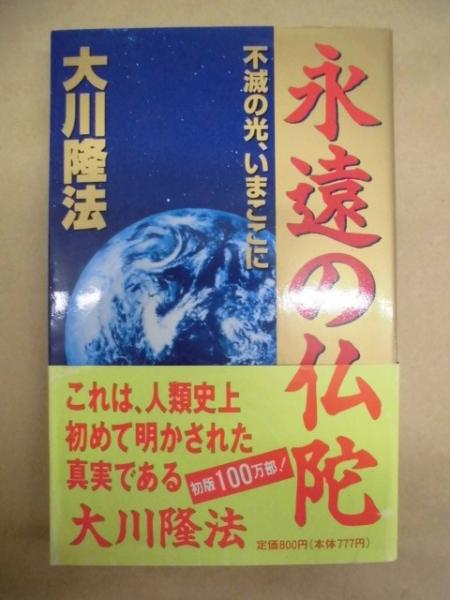 永遠の仏陀
不滅の光、いまここに
大川隆法
これは、人類史上
初めて明かされた
真実である
初版100万部!
大川隆法
定価800円(本体777円)